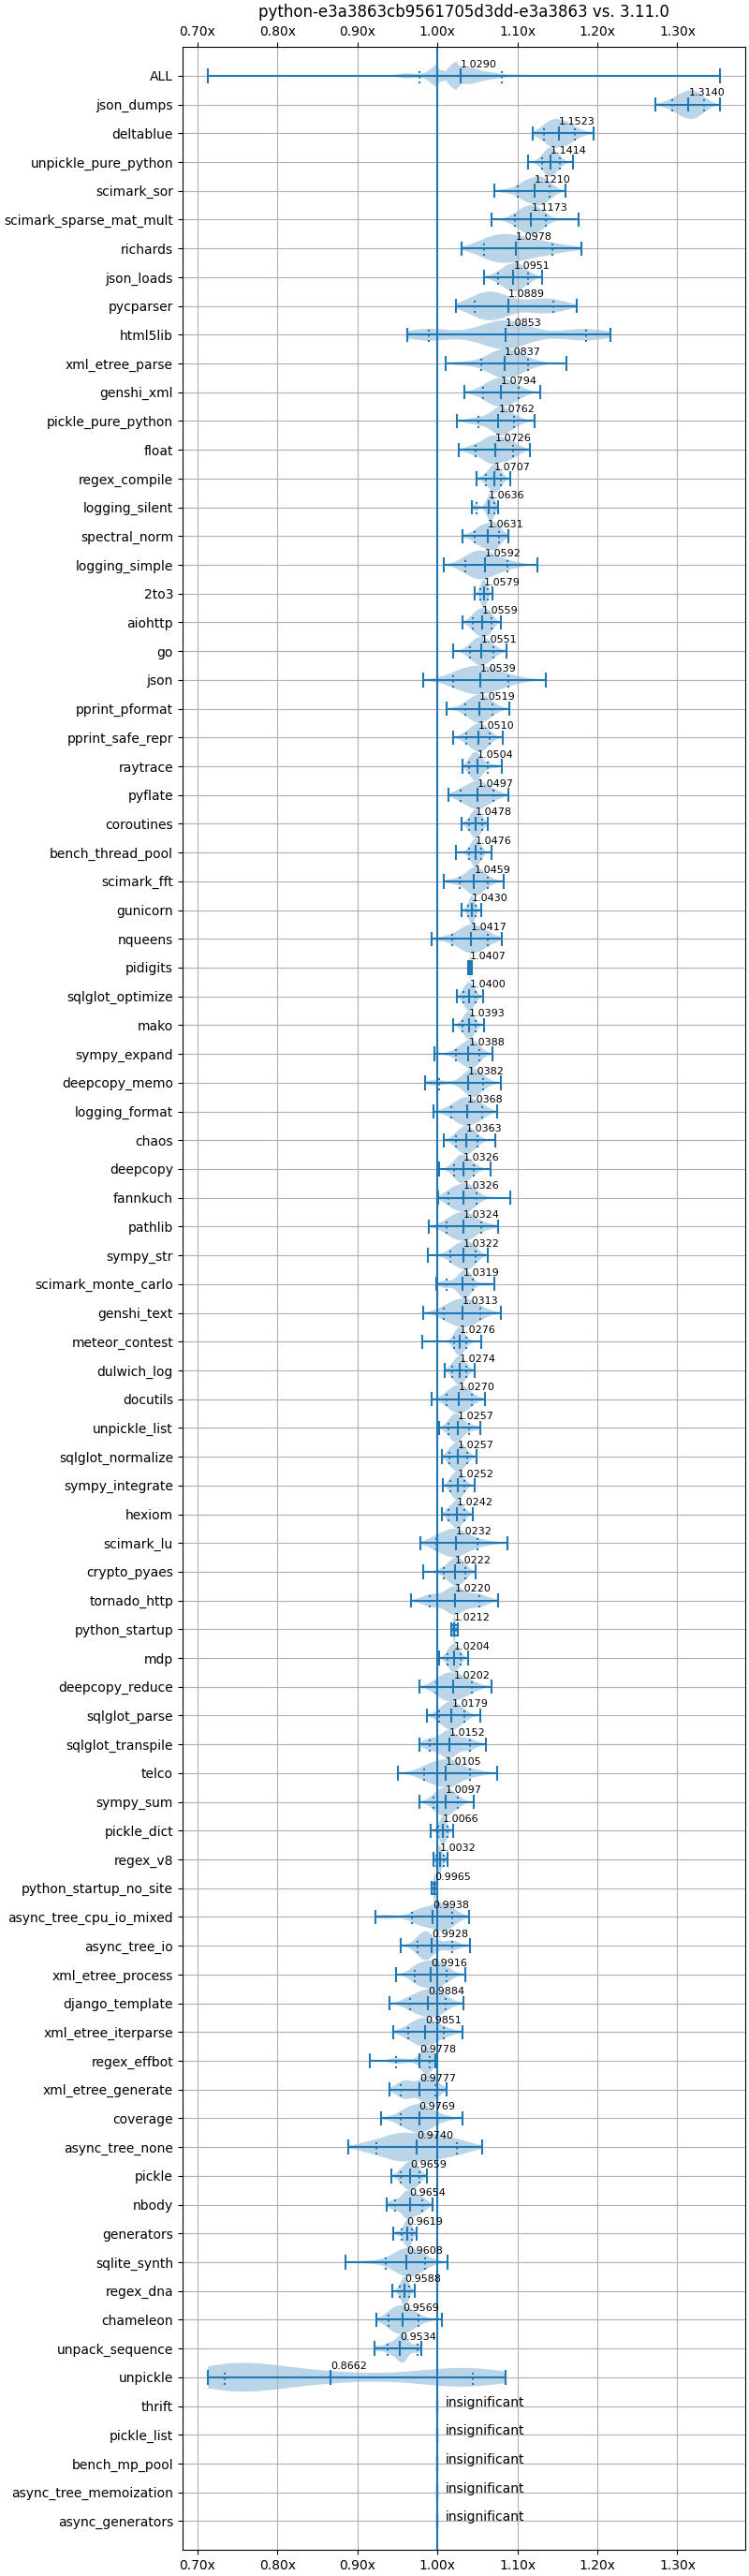 python-e3a3863cb9561705d3dd-e3a3863 vs. 3.11.0
0.70x 0.80x 0.90x 1.00x 1.10x 1.20x 1.30x
ALL 1.0290
json_dumps 1.3140
deltablue 1.1523
unpickle_pure_python 1.1414
scimark_sor 1.1210
scimark_sparse_mat_mult 1.1173
richards 1.0978
json_loads 1.0951
pycparser 1.0889
html5lib 1.0853
xml_etree_parse 1.0837
genshi_xml 1.0794
pickle_pure_python 1.0762
float 1.0726
regex_compile 1.0707
logging_silent 1.0636
spectral_norm 1.0631
logging_simple 1.0592
2to3 1.0579
aiohttp 1.0559
go 1.0551
json 1.0539
pprint_pformat 1.0519
pprint_safe_repr 1.0510
raytrace 1.0504
pyflate 1.0497
coroutines 1.0478
bench_thread_pool 1.0476
scimark_fft 1.0459
gunicorn 1.0430
nqueens 1.0417
pidigits 1.0407
sqlglot_optimize 1.0400
mako 1.0393
sympy_expand 1.0388
deepcopy_memo 1.0382
logging_format 1.0368
chaos 1.0363
deepcopy 1.0326
fannkuch 1.0326
pathlib 1.0324
sympy_str 1.0322
scimark_monte_carlo 1.0319
genshi_text 1.0313
meteor_contest 1.0276
dulwich_log 1.0274
docutils 1.0270
unpickle_list 1.0257
sqlglot_normalize 1.0257
sympy_integrate 1.0252
hexiom 1.0242
scimark_lu 1.0232
crypto_pyaes 1.0222
tornado_http 1.0220
python_startup 1.0212
mdp 1.0204
deepcopy_reduce 1.0202
sqlglot_parse 1.0179
sqlglot_transpile 1.0152
telco 1.0105
sympy_sum 1.0097
pickle_dict 1.0066
regex_v8 1.0032
python_startup_no_site 0.9965
async_tree_cpu_io_mixed 0.9938
async_tree_io 0.9928
xml_etree_process 0.9916
django_template 0.9884
xml_etree_iterparse 0.9851
regex_effbot 0.9778
xml_etree_generate 0.9777
coverage 0.9769
async_tree_none 0.9740
pickle 0.9659
nbody 0.9654
generators 0.9619
sqlite_synth 0.9608
regex_dna 0.9588
chameleon 0.9569
unpack_sequence 0.9534
unpickle 0.8662
thrift insignificant
pickle_list insignificant
bench_mp_pool insignificant
async_tree_memoization insignificant
async_generators insignificant
0.70x 0.80x 0.90x 1.00x 1.10x 1.20x 1.30x